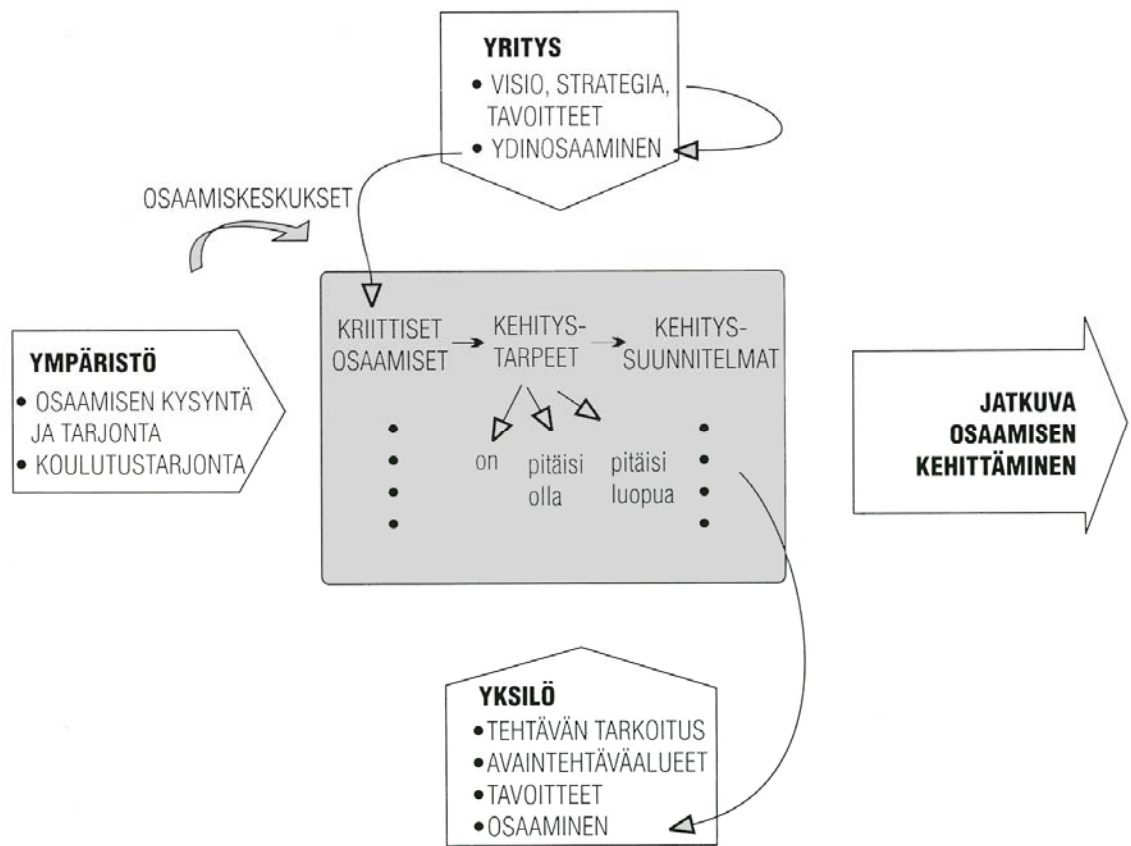 YRITYS
• VISIO, STRATEGIA,
TAVOITTEET
• YDINOSAAMINEN
OSAAMISKESKUKSET
YMPÄRISTÖ
• OSAAMISEN KYSYNTÄ
JA TARJONTA
• KOULUTUSTARJONTA
KRIITTISET
OSAAMISET
KEHITYS-
TARPEET
KEHITYS-
SUUNNITELMAT
on
pitäisi
olla
pitäisi
luopua
JATKUVA
OSAAMISEN
KEHITTÄMINEN
YKSILÖ
• TEHTÄVÄN TARKOITUS
• AVAINTEHTÄVÄALUEET
• TAVOITTEET
• OSAAMINEN